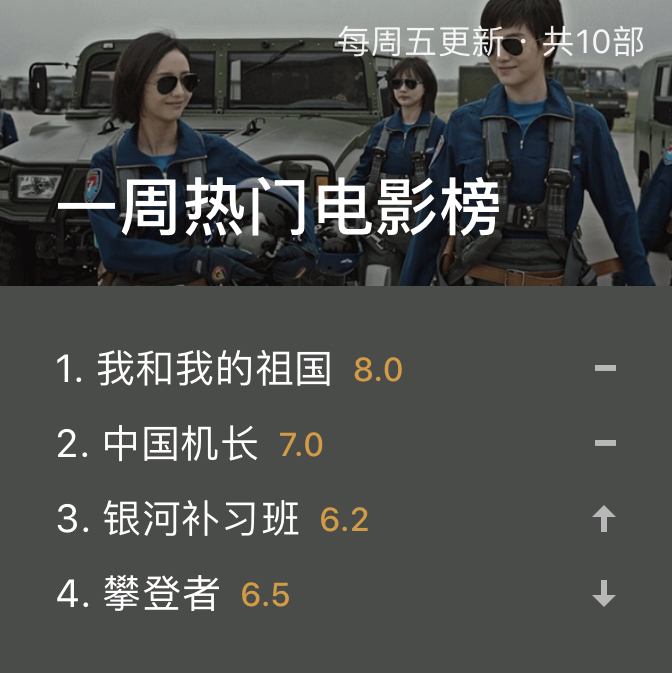 每周五更新 · 共10部
一周热门电影榜
1. 我和我的祖国 8.0
2. 中国机长 7.0
3. 银河补习班 6.2
4. 攀登者 6.5